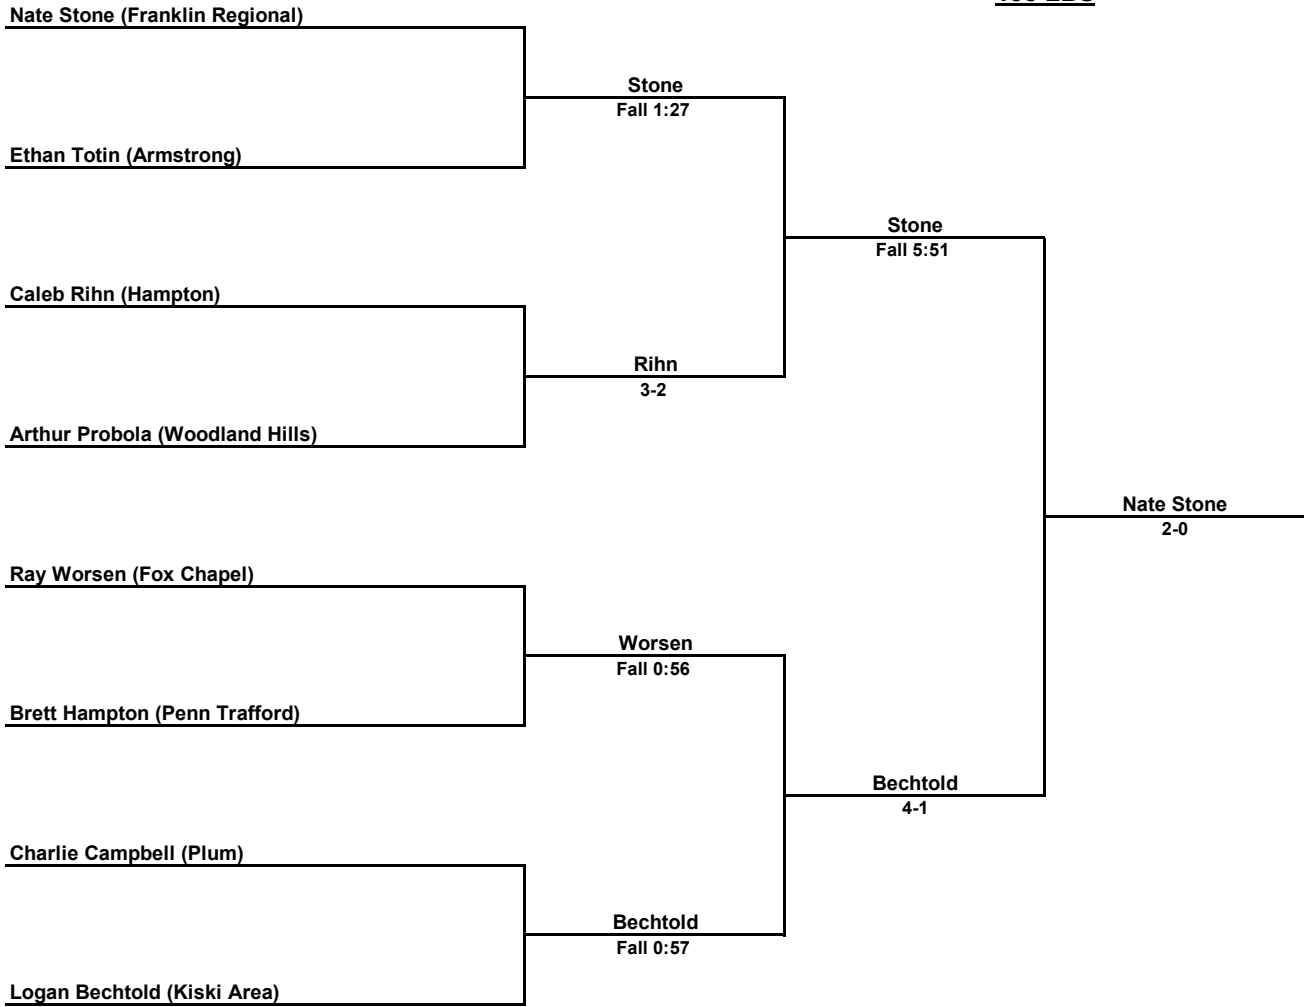 Nate Stone (Franklin Regional)
Stone
Fall 1:27
Ethan Totin (Armstrong)
Stone
Fall 5:51
Caleb Rihn (Hampton)
Rihn
3-2
Arthur Probola (Woodland Hills)
Nate Stone
2-0
Ray Worsen (Fox Chapel)
Worsen
Fall 0:56
Brett Hampton (Penn Trafford)
Bechtold
4-1
Charlie Campbell (Plum)
Bechtold
Fall 0:57
Logan Bechtold (Kiski Area)